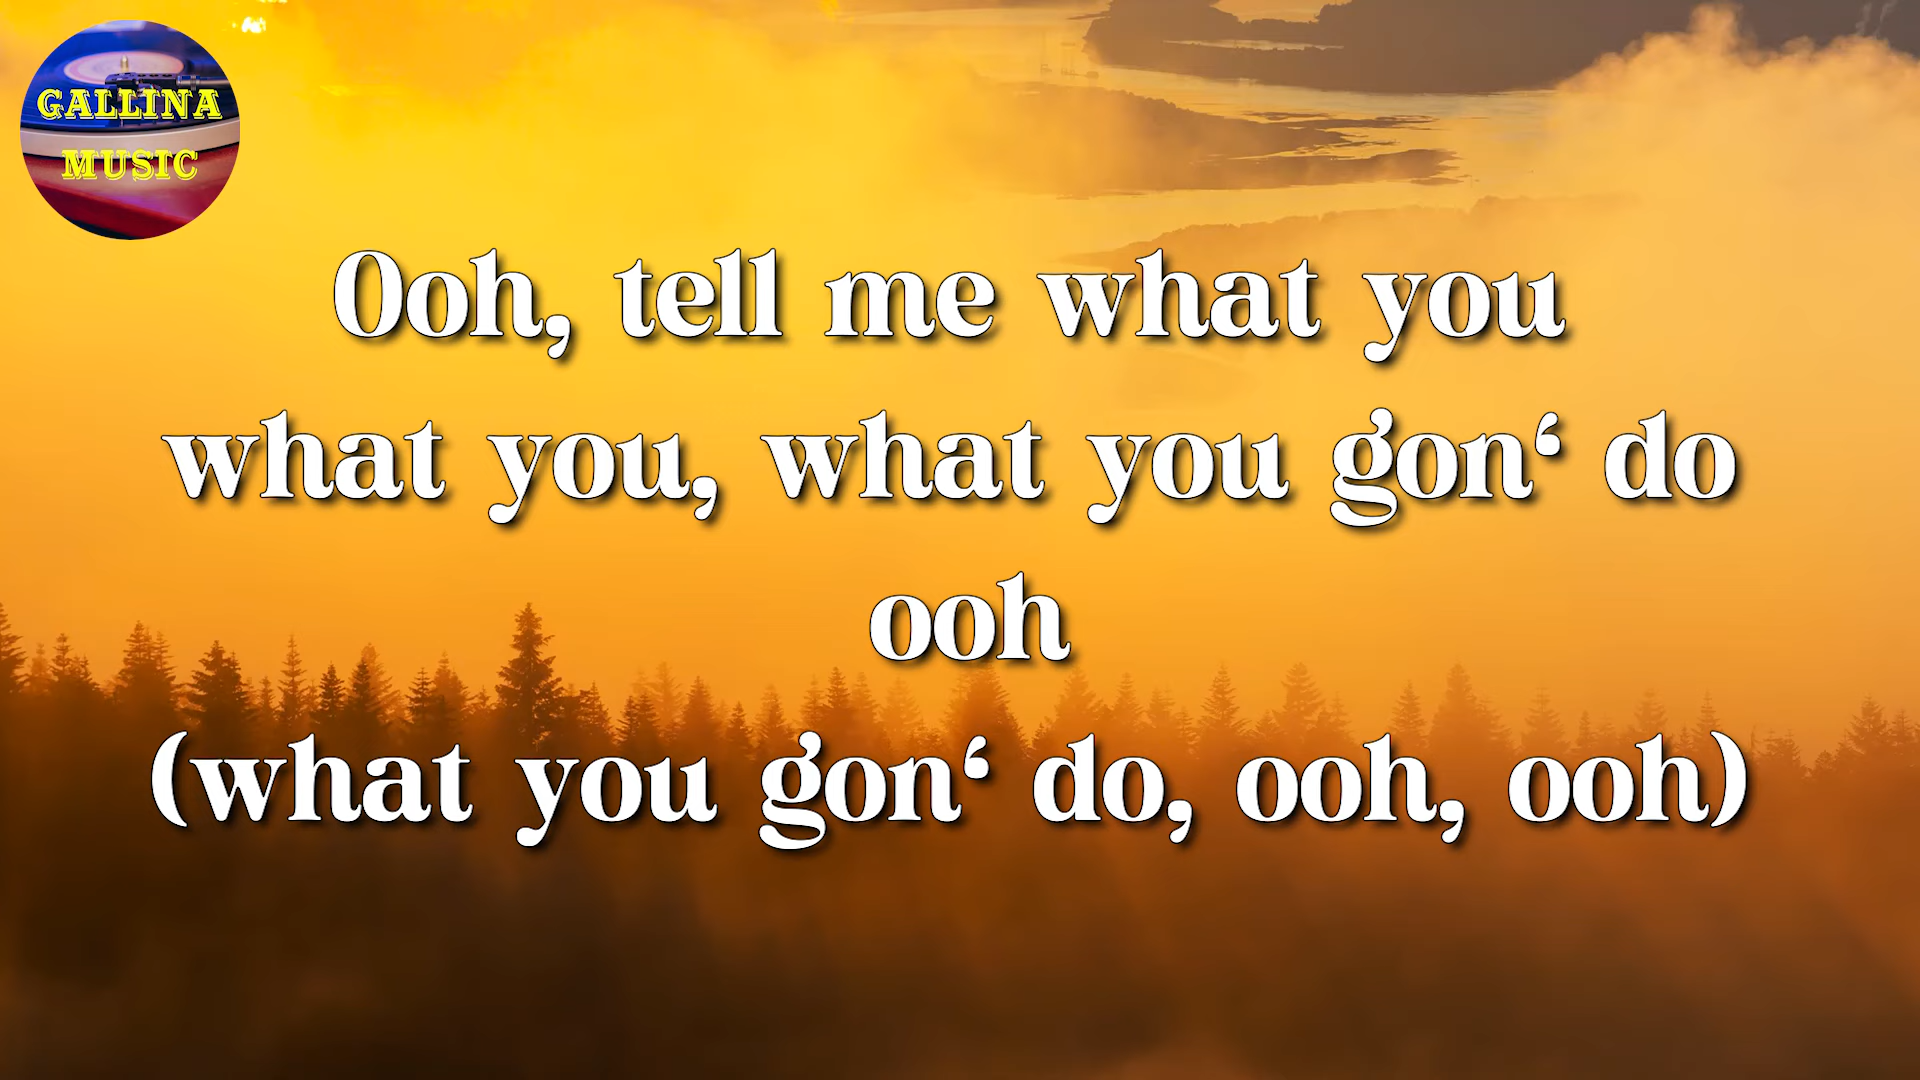 GALLINA
MUSIC
Ooh, tell me what you
what you, what you gon‘ do
ooh
(what you gon‘ do, ooh, ooh)